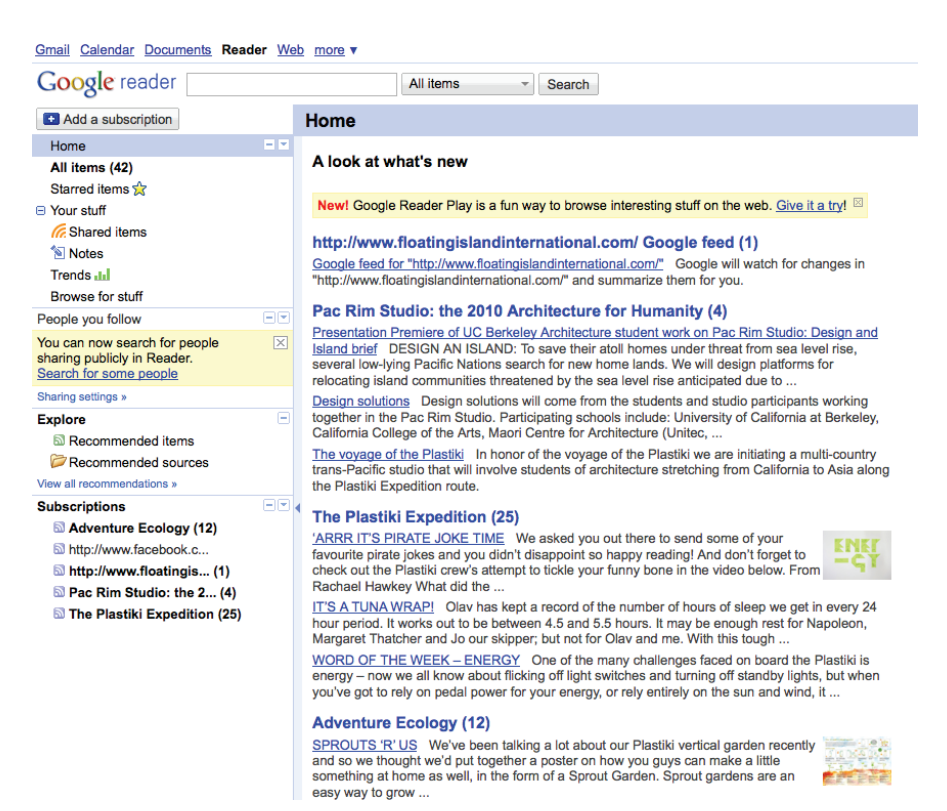 Gmail Calendar Documents Reader Web more ▼
Google reader All items Search
Add a subscription
Home
All items (42)
Starred items
Your stuff
Shared items
Notes
Trends
Browse for stuff
People you follow
You can now search for people
sharing publicly in Reader.
Search for some people
Sharing settings »
Explore
Recommended items
Recommended sources
View all recommendations »
Subscriptions
Adventure Ecology (12)
http://www.facebook.c...
http://www.floatingis... (1)
Pac Rim Studio: the 2... (4)
The Plastiki Expedition (25)
Home
A look at what's new
New! Google Reader Play is a fun way to browse interesting stuff on the web. Give it a try!
http://www.floatingislandinternational.com/ Google feed (1)
Google feed for "http://www.floatingislandinternational.com/" Google will watch for changes in
"http://www.floatingislandinternational.com/" and summarize them for you.
Pac Rim Studio: the 2010 Architecture for Humanity (4)
Presentation Premiere of UC Berkeley Architecture student work on Pac Rim Studio: Design and
Island brief DESIGN AN ISLAND: To save their atoll homes under threat from sea level rise,
several low-lying Pacific Nations search for new home lands. We will design platforms for
relocating island communities threatened by the sea level rise anticipated due to ...
Design solutions Design solutions will come from the students and studio participants working
together in the Pac Rim Studio. Participating schools include: University of California at Berkeley,
California College of the Arts, Maori Centre for Architecture (Unitec, ...
The voyage of the Plastiki In honor of the voyage of the Plastiki we are initiating a multi-country
trans-Pacific studio that will involve students of architecture stretching from California to Asia along
the Plastiki Expedition route.
The Plastiki Expedition (25)
'ARRR IT'S PIRATE JOKE TIME We asked you out there to send some of your
favourite pirate jokes and you didn't disappoint so happy reading! And don't forget to
check out the Plastiki crew's attempt to tickle your funny bone in the video below. From
Rachael Hawkey What did the ...
ENER
-GY
IT'S A TUNA WRAP! Olav has kept a record of the number of hours of sleep we get in every 24
hour period. It works out to be between 4.5 and 5.5 hours. It may be enough rest for Napoleon,
Margaret Thatcher and Jo our skipper; but not for Olav and me. With this tough ...
WORD OF THE WEEK – ENERGY One of the many challenges faced on board the Plastiki is
energy – now we all know about flicking off light switches and turning off standby lights, but when
you've got to rely on pedal power for your energy, or rely entirely on the sun and wind, it ...
Adventure Ecology (12)
SPROUTS 'R' US We've been talking a lot about our Plastiki vertical garden recently
and so we thought we'd put together a poster on how you guys can make a little
something at home as well, in the form of a Sprout Garden. Sprout gardens are an
easy way to grow ...